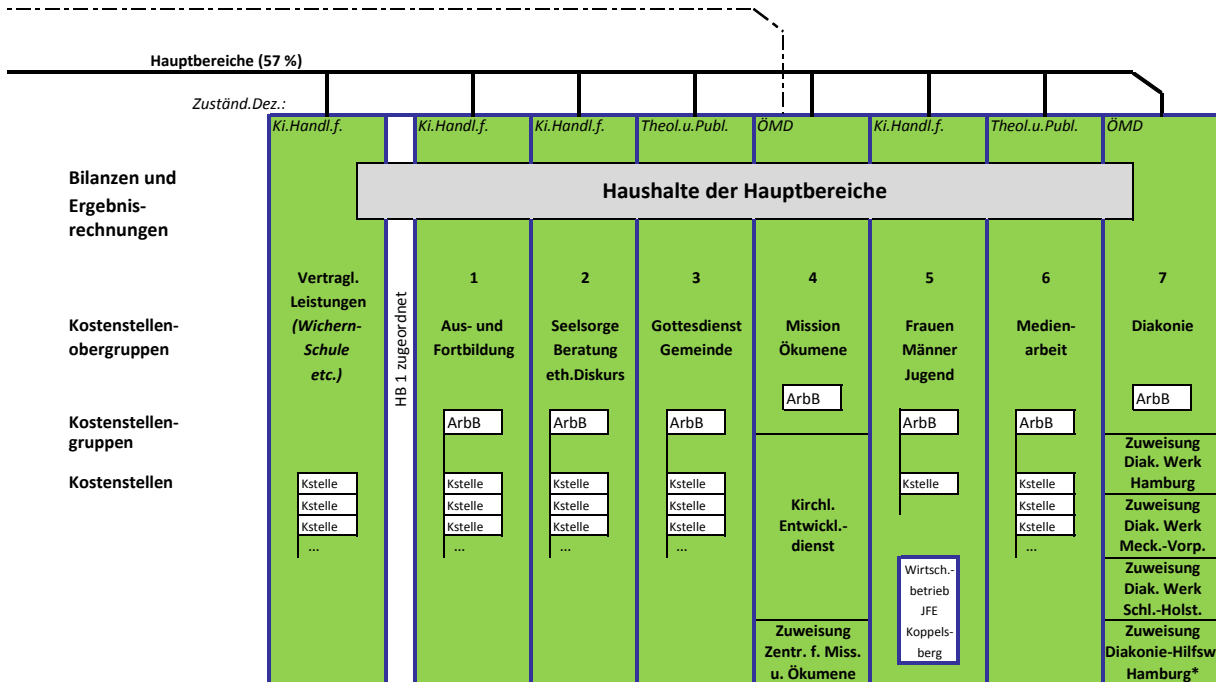 Hauptbereiche (57 %)
Zuständ.Dez.:
Ki.Handl.f. Ki.Handl.f. Ki.Handl.f. Theol.u.Publ. ÖMD Ki.Handl.f. Theol.u.Publ. ÖMD
Bilanzen und
Ergebnis-
rechnungen
Haushalte der Hauptbereiche
Kostenstellen-
obergruppen
Kostenstellen-
gruppen
Kostenstellen
Vertragl.
Leistungen
(Wichern-
Schule
etc.)
Kstelle
Kstelle
Kstelle
...
HB 1 zugeordnet
1
Aus- und
Fortbildung
ArbB
Kstelle
Kstelle
Kstelle
...
2
Seelsorge
Beratung
eth.Diskurs
ArbB
Kstelle
Kstelle
Kstelle
...
3
Gottesdienst
Gemeinde
ArbB
Kstelle
Kstelle
Kstelle
...
4
Mission
Ökumene
ArbB
Kirchl.
Entwickl.-
dienst
Zuweisung
Zentr. f. Miss.
u. Ökumene
5
Frauen
Männer
Jugend
ArbB
Kstelle
Wirtsch.-
betrieb
JFE
Koppels-
berg
6
Medien-
arbeit
ArbB
Kstelle
Kstelle
Kstelle
...
7
Diakonie
ArbB
Zuweisung
Diak. Werk
Hamburg
Zuweisung
Diak. Werk
Meck.-Vorp.
Zuweisung
Diak. Werk
Schl.-Holst.
Zuweisung
Diakonie-Hilfsw
Hamburg*